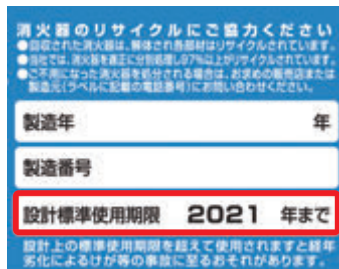 消火器のリサイクルにご協力ください
●回収された消火器は、解体され各部材はリサイクルされています。
●当社では、消火器を適正に分別処理し97%以上がリサイクルされています。
●ご不用になった消火器を処分される場合は、お求めの販売店または
製造元(ラベルに記載の電話番号)にお問い合わせください。
製造年 年
製造番号
設計標準使用期限 2021 年まで
設計上の標準使用期間を超えて使用されますと経年
劣化によるけが等の事故に至るおそれがあります。